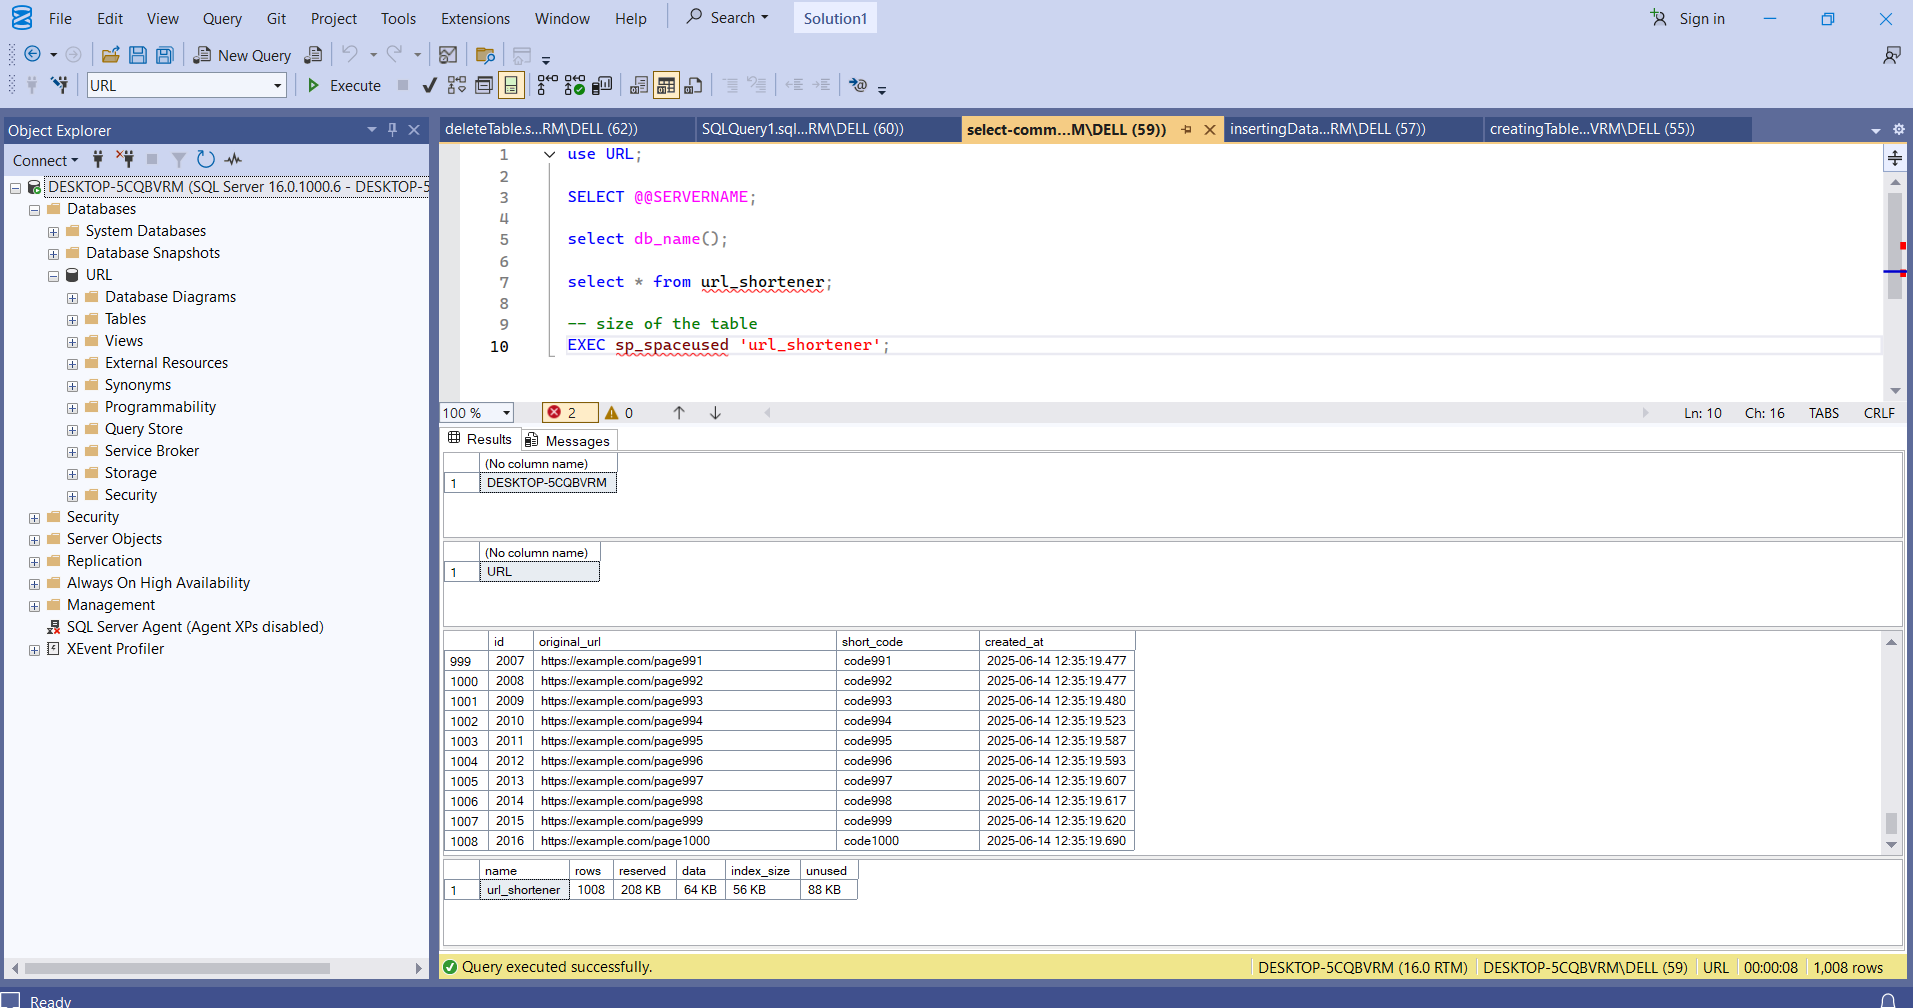 File Edit View Query Git Project Tools Extensions Window Help Search Solution1 Sign in
New Query
URL Execute
Object Explorer
Connect
DESKTOP-5CQBVRM (SQL Server 16.0.1000.6 - DESKTOP-5
Databases
System Databases
Database Snapshots
URL
Database Diagrams
Tables
Views
External Resources
Synonyms
Programmability
Query Store
Service Broker
Storage
Security
Security
Server Objects
Replication
Always On High Availability
Management
SQL Server Agent (Agent XPs disabled)
XEvent Profiler
deleteTable.s...RM\DELL (62)) SQLQuery1.sql...RM\DELL (60)) select-comm...M\DELL (59)) insertingData...RM\DELL (57)) creatingTable...VRM\DELL (55))
1 use URL;
2
3 SELECT @@SERVERNAME;
4
5 select db_name();
6
7 select * from url_shortener;
8
9 -- size of the table
10 EXEC sp_spaceused 'url_shortener';
100 % 2 0 Ln: 10 Ch: 16 TABS CRLF
Results Messages
(No column name)
1 DESKTOP-5CQBVRM
(No column name)
1 URL
id original_url short_code created_at
999 2007 https://example.com/page991 code991 2025-06-14 12:35:19.477
1000 2008 https://example.com/page992 code992 2025-06-14 12:35:19.477
1001 2009 https://example.com/page993 code993 2025-06-14 12:35:19.480
1002 2010 https://example.com/page994 code994 2025-06-14 12:35:19.523
1003 2011 https://example.com/page995 code995 2025-06-14 12:35:19.587
1004 2012 https://example.com/page996 code996 2025-06-14 12:35:19.593
1005 2013 https://example.com/page997 code997 2025-06-14 12:35:19.607
1006 2014 https://example.com/page998 code998 2025-06-14 12:35:19.617
1007 2015 https://example.com/page999 code999 2025-06-14 12:35:19.620
1008 2016 https://example.com/page1000 code1000 2025-06-14 12:35:19.690
name rows reserved data index_size unused
1 url_shortener 1008 208 KB 64 KB 56 KB 88 KB
Query executed successfully. DESKTOP-5CQBVRM (16.0 RTM) DESKTOP-5CQBVRM\DELL (59) URL 00:00:08 1,008 rows
Ready